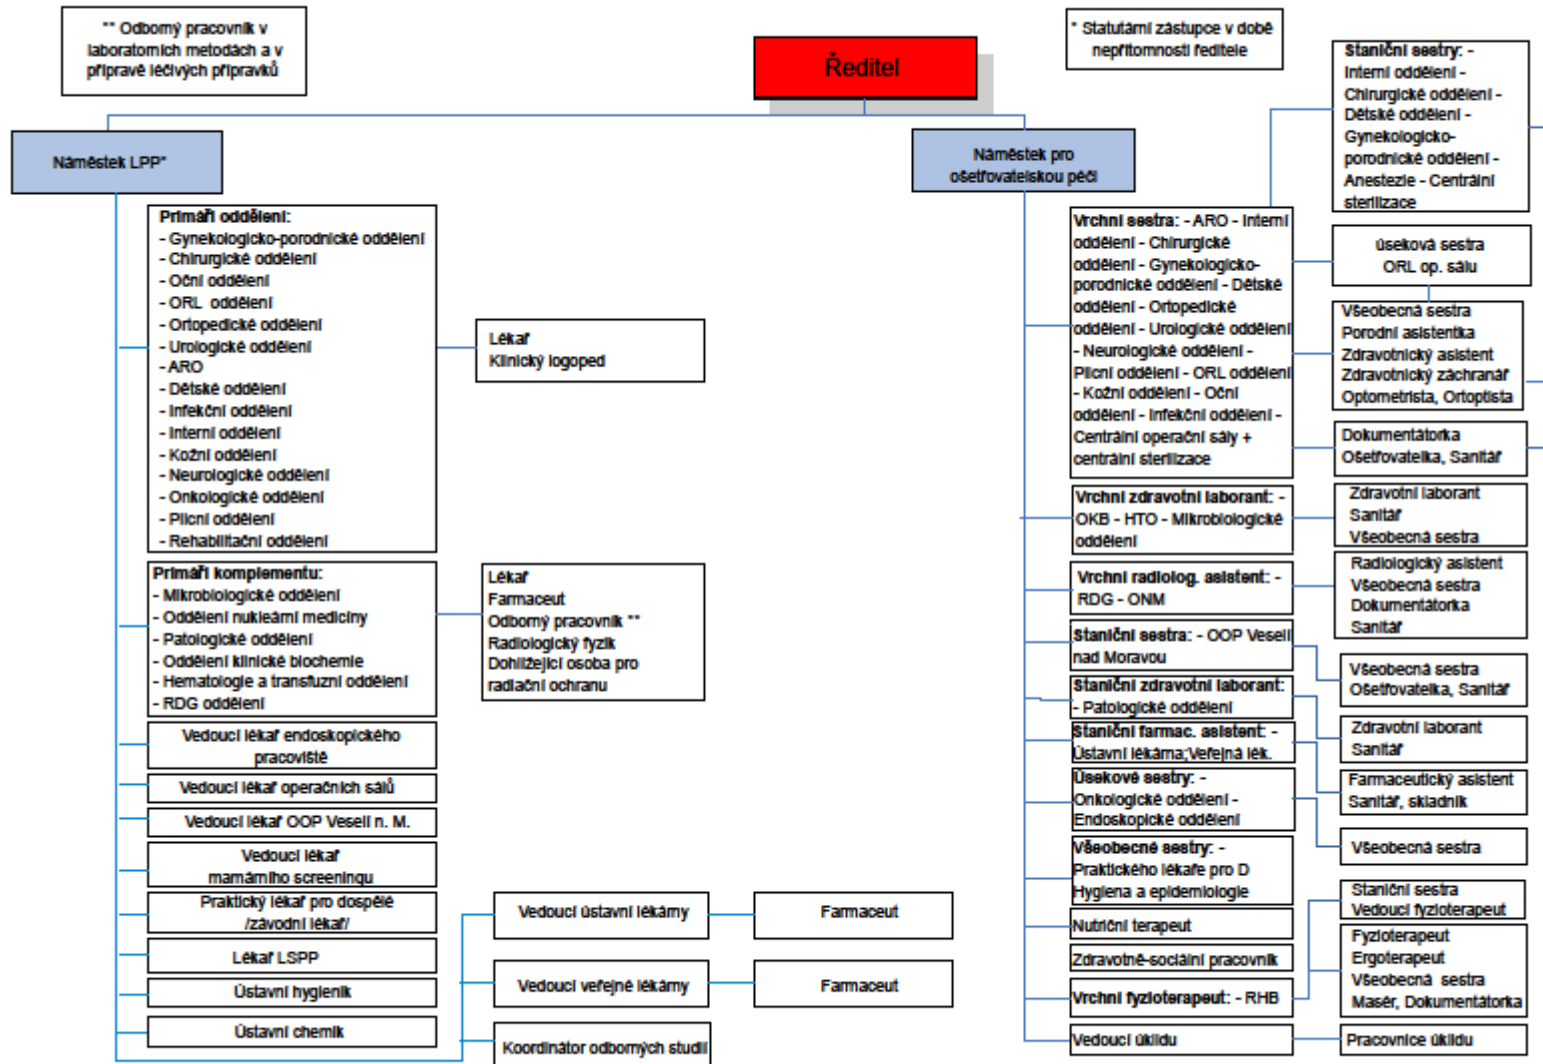 ** Odborný pracovník v
laboratorních metodách a v
přípravě léčivých přípravků
Ředitel
* Statutární zástupce v době
nepřítomnosti ředitele
Náměstek LPP*
Primáři oddělení:
- Gynekologicko-porodnické oddělení
- Chirurgické oddělení
- Oční oddělení
- ORL oddělení
- Ortopedické oddělení
- Urologické oddělení
- ARO
- Dětské oddělení
- Infekční oddělení
- Interní oddělení
- Kožní oddělení
- Neurologické oddělení
- Onkologické oddělení
- Plicní oddělení
- Rehabilitační oddělení
Lékař
Klinický logoped
Primáři komplementu:
- Mikrobiologické oddělení
- Oddělení nukleární medicíny
- Patologické oddělení
- Oddělení klinické biochemie
- Hematologie a transfuzní oddělení
- RDG oddělení
Lékař
Farmaceut
Odborný pracovník **
Radiologický fyzik
Dohlížející osoba pro
radiační ochranu
Vedoucí lékař endoskopického
pracoviště
Vedoucí lékař operačních sálů
Vedoucí lékař OOP Veselí n. M.
Vedoucí lékař
mamárního screeningu
Praktický lékař pro dospělé
/závodní lékař/
Lékař LSPP
Ústavní hygienik
Ústavní chemik
Vedoucí ústavní lékárny
Farmaceut
Vedoucí veřejné lékárny
Farmaceut
Koordinátor odborných studií
Náměstek pro
ošetřovatelskou péči
Vrchní sestra: - ARO - Interní
oddělení - Chirurgické
oddělení - Gynekologicko-
porodnické oddělení - Dětské
oddělení - Ortopedické
oddělení - Urologické oddělení
- Neurologické oddělení -
Plicní oddělení - ORL oddělení
- Kožní oddělení - Oční
oddělení - Infekční oddělení -
Centrální operační sály +
centrální sterilizace
Staniční sestry: -
Interní oddělení -
Chirurgické oddělení -
Dětské oddělení -
Gynekologicko-
porodnické oddělení -
Anestezie - Centrální
sterilizace
úseková sestra
ORL op. sálu
Všeobecná sestra
Porodní asistentka
Zdravotnický asistent
Zdravotnický záchranář
Optometrista, Ortoptista
Dokumentátorka
Ošetřovatelka, Sanitář
Vrchní zdravotní laborant: -
OKB - HTO - Mikrobiologické
oddělení
Zdravotní laborant
Sanitář
Všeobecná sestra
Vrchní radiolog. asistent: -
RDG - ONM
Radiologický asistent
Všeobecná sestra
Dokumentátorka
Sanitář
Staniční sestra: - OOP Veselí
nad Moravou
Všeobecná sestra
Ošetřovatelka, Sanitář
Staniční zdravotní laborant:
- Patologické oddělení
Zdravotní laborant
Sanitář
Staniční farmac. asistent: -
Ústavní lékárna;Veřejná lék.
Farmaceutický asistent
Sanitář, skladník
Úsekové sestry: -
Onkologické oddělení -
Endoskopické oddělení
Všeobecná sestra
Všeobecné sestry: -
Praktického lékaře pro D
Hygiena a epidemiologie
Nutriční terapeut
Zdravotně-sociální pracovník
Vrchní fyzioterapeut: - RHB
Staniční sestra
Vedoucí fyzioterapeut
Fyzioterapeut
Ergoterapeut
Všeobecná sestra
Masér, Dokumentátorka
Vedoucí úklidu
Pracovnice úklidu